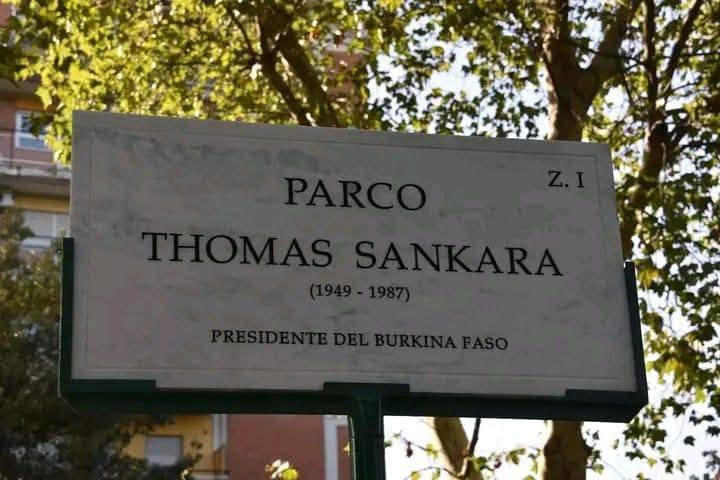 Z. I
PARCO
THOMAS SANKARA
(1949 - 1987)
PRESIDENTE DEL BURKINA FASO